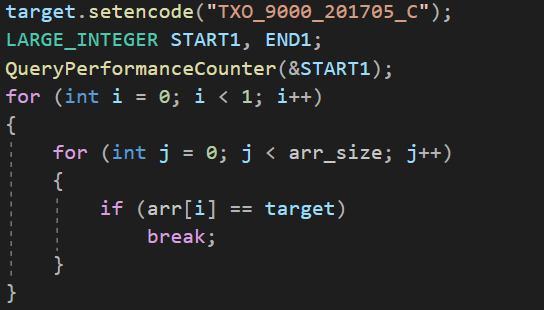 target.setencode("TXO_9000_201705_C");
LARGE_INTEGER START1, END1;
QueryPerformanceCounter(&START1);
for (int i = 0; i < 1; i++)
{
for (int j = 0; j < arr_size; j++)
{
if (arr[i] == target)
break;
}
}